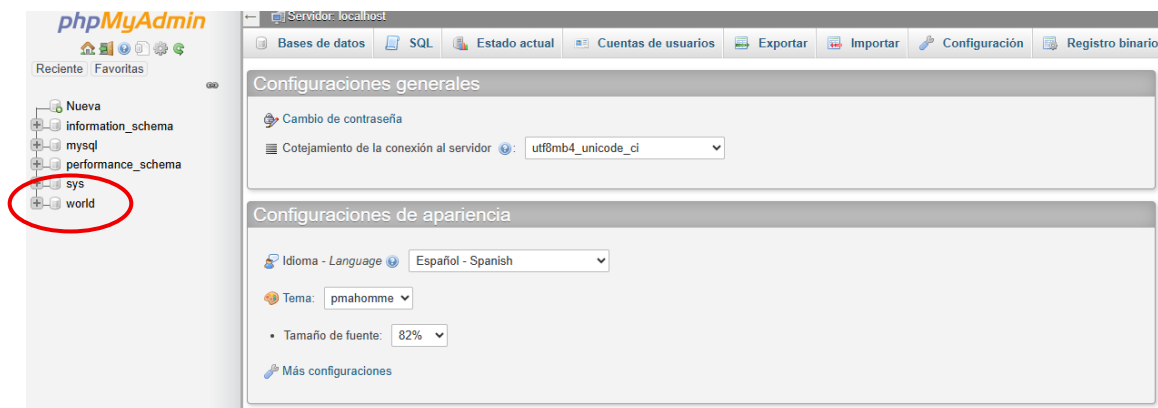 phpMyAdmin
Reciente Favoritas
Nueva
information_schema
mysql
performance_schema
sys
world
Servidor: localhost
Bases de datos SQL Estado actual Cuentas de usuarios Exportar Importar Configuración Registro binario
Configuraciones generales
Cambio de contraseña
Cotejamiento de la conexión al servidor : utf8mb4_unicode_ci
Configuraciones de apariencia
Idioma - Language Español - Spanish
Tema: pmahomme
• Tamaño de fuente: 82%
Más configuraciones